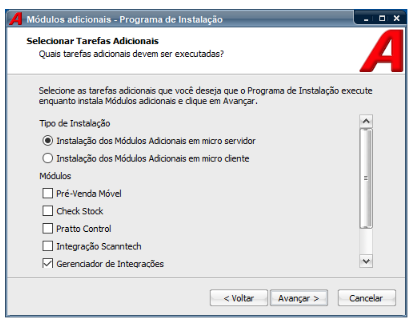 Módulos adicionais - Programa de Instalação
Selecionar Tarefas Adicionais
Quais tarefas adicionais devem ser executadas?
Selecione as tarefas adicionais que você deseja que o Programa de Instalação execute
enquanto instala Módulos adicionais e clique em Avançar.
Tipo de Instalação
Instalação dos Módulos Adicionais em micro servidor
Instalação dos Módulos Adicionais em micro cliente
Módulos
Pré-Venda Móvel
Check Stock
Pratto Control
Integração Scanntech
Gerenciador de Integrações
< Voltar Avançar > Cancelar